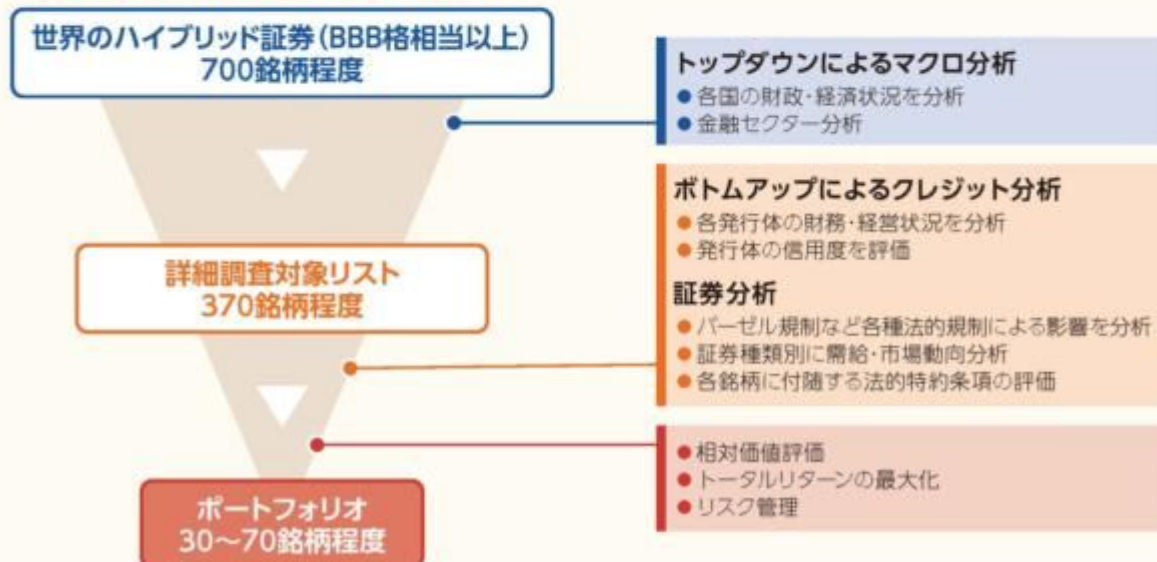 世界のハイブリッド証券(BBB格相当以上)
700銘柄程度
トップダウンによるマクロ分析
●各国の財政・経済状況を分析
●金融セクター分析
詳細調査対象リスト
370銘柄程度
ボトムアップによるクレジット分析
●各発行体の財務・経営状況を分析
●発行体の信用度を評価
証券分析
●バーゼル規制など各種法的規制による影響を分析
●証券種類別に需給・市場動向分析
●各銘柄に付随する法的特約条項の評価
ポートフォリオ
30〜70銘柄程度
●相対価値評価
●トータルリターンの最大化
●リスク管理